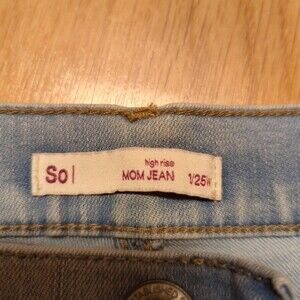 So|
high rise
MOM JEAN
1/25W